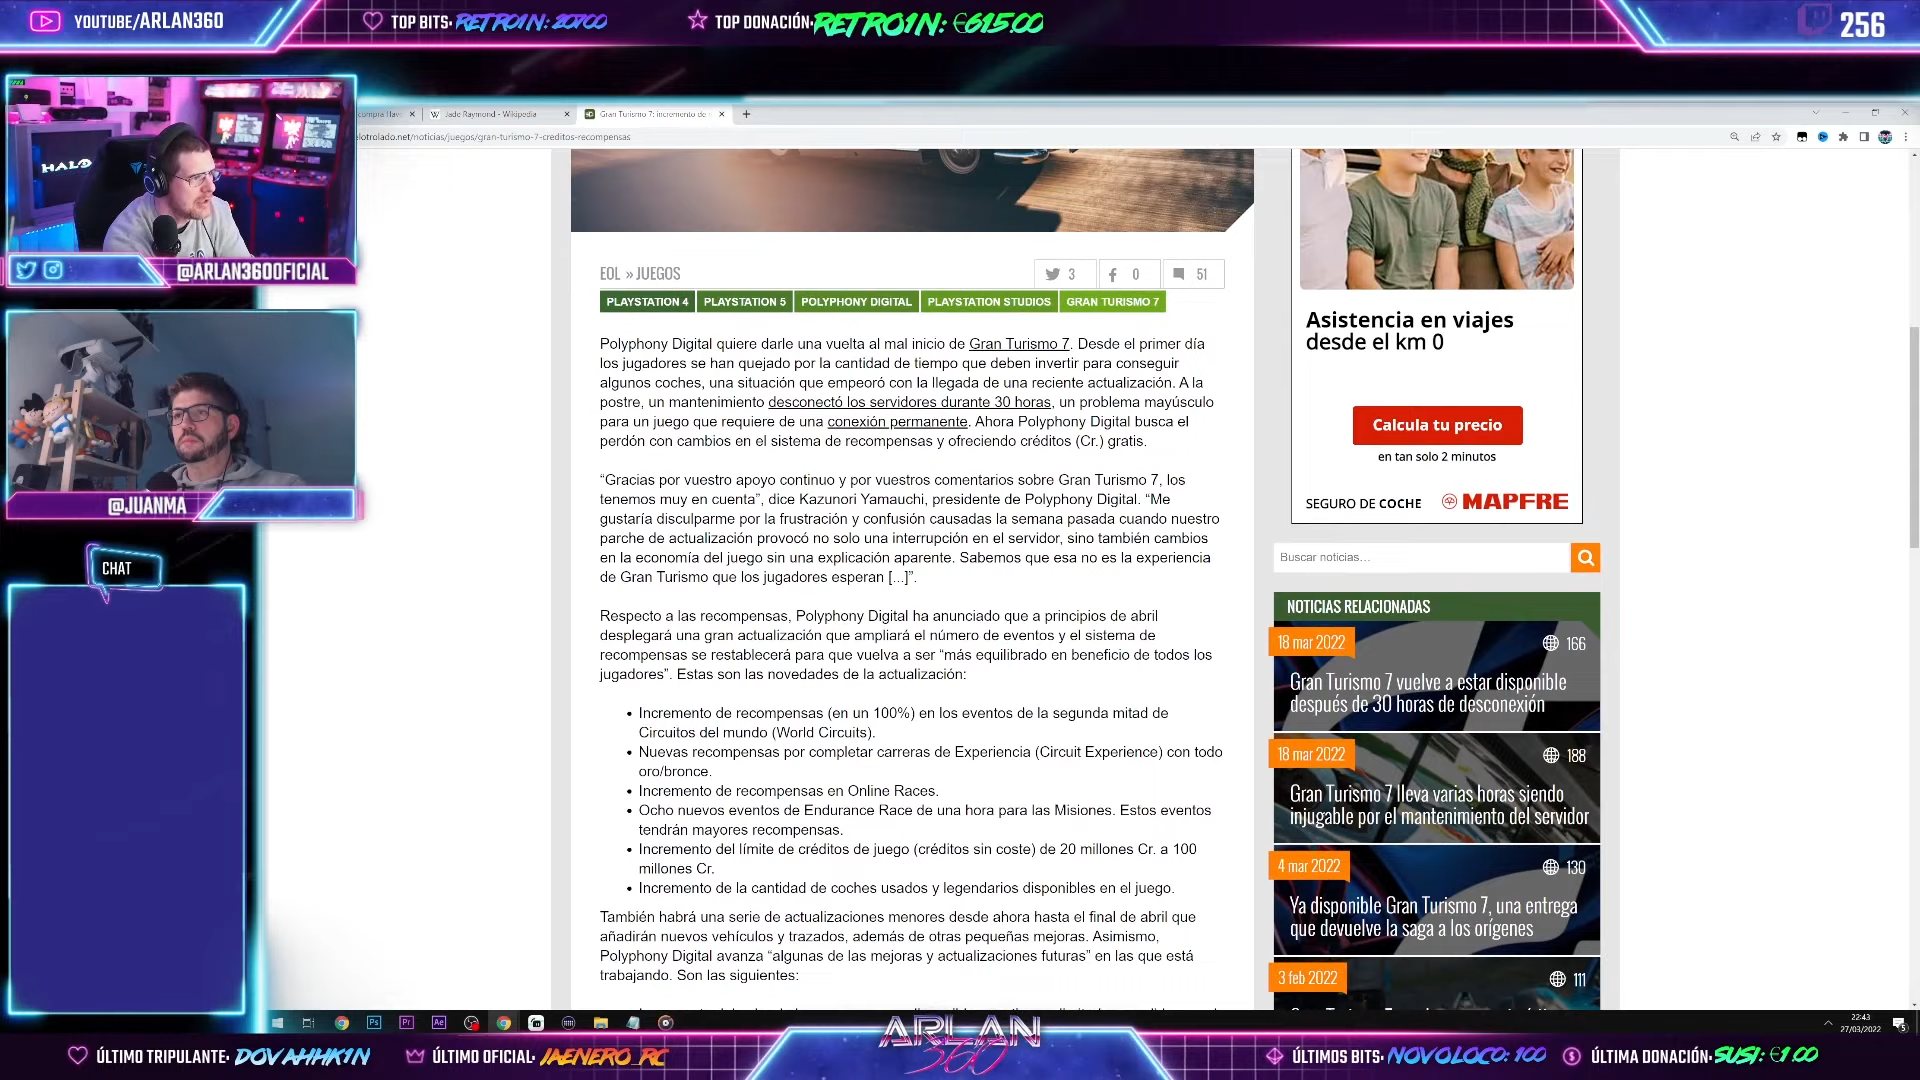 YOUTUBE/ARLAN360
TOP BITS: RETRO1N: 20700
TOP DONACIÓN: RETRO1N: €615.00
256
Jade Raymond - Wikipedia
Gran Turismo 7: incremento de
elotrolado.net/noticias/juegos/gran-turismo-7-creditos-recompensas
HALO
@ARLAN360OFICIAL
@JUANMA
CHAT
EOL » JUEGOS
3
0
51
PLAYSTATION 4
PLAYSTATION 5
POLYPHONY DIGITAL
PLAYSTATION STUDIOS
GRAN TURISMO 7
Polyphony Digital quiere darle una vuelta al mal inicio de Gran Turismo 7. Desde el primer día
los jugadores se han quejado por la cantidad de tiempo que deben invertir para conseguir
algunos coches, una situación que empeoró con la llegada de una reciente actualización. A la
postre, un mantenimiento desconectó los servidores durante 30 horas, un problema mayúsculo
para un juego que requiere de una conexión permanente. Ahora Polyphony Digital busca el
perdón con cambios en el sistema de recompensas y ofreciendo créditos (Cr.) gratis.
“Gracias por vuestro apoyo continuo y por vuestros comentarios sobre Gran Turismo 7, los
tenemos muy en cuenta”, dice Kazunori Yamauchi, presidente de Polyphony Digital. “Me
gustaría disculparme por la frustración y confusión causadas la semana pasada cuando nuestro
parche de actualización provocó no solo una interrupción en el servidor, sino también cambios
en la economía del juego sin una explicación aparente. Sabemos que esa no es la experiencia
de Gran Turismo que los jugadores esperan [...]”.
Respecto a las recompensas, Polyphony Digital ha anunciado que a principios de abril
desplegará una gran actualización que ampliará el número de eventos y el sistema de
recompensas se restablecerá para que vuelva a ser “más equilibrado en beneficio de todos los
jugadores”. Estas son las novedades de la actualización:
• Incremento de recompensas (en un 100%) en los eventos de la segunda mitad de
Circuitos del mundo (World Circuits).
• Nuevas recompensas por completar carreras de Experiencia (Circuit Experience) con todo
oro/bronce.
• Incremento de recompensas en Online Races.
• Ocho nuevos eventos de Endurance Race de una hora para las Misiones. Estos eventos
tendrán mayores recompensas.
• Incremento del límite de créditos de juego (créditos sin coste) de 20 millones Cr. a 100
millones Cr.
• Incremento de la cantidad de coches usados y legendarios disponibles en el juego.
También habrá una serie de actualizaciones menores desde ahora hasta el final de abril que
añadirán nuevos vehículos y trazados, además de otras pequeñas mejoras. Asimismo,
Polyphony Digital avanza “algunas de las mejoras y actualizaciones futuras” en las que está
trabajando. Son las siguientes:
Asistencia en viajes
desde el km 0
Calcula tu precio
en tan solo 2 minutos
SEGURO DE COCHE MAPFRE
Buscar noticias...
NOTICIAS RELACIONADAS
18 mar 2022
166
Gran Turismo 7 vuelve a estar disponible
después de 30 horas de desconexión
18 mar 2022
188
Gran Turismo 7 lleva varias horas siendo
injugable por el mantenimiento del servidor
4 mar 2022
130
Ya disponible Gran Turismo 7, una entrega
que devuelve la saga a los orígenes
3 feb 2022
111
22:43
27/03/2022
ÚLTIMO TRIPULANTE: DOVAHHK1N
ÚLTIMO OFICIAL: JAENERO_RC
ARLAN
360
ÚLTIMOS BITS: NOVOLOCO: 100
ÚLTIMA DONACIÓN: SUSI: €1.00